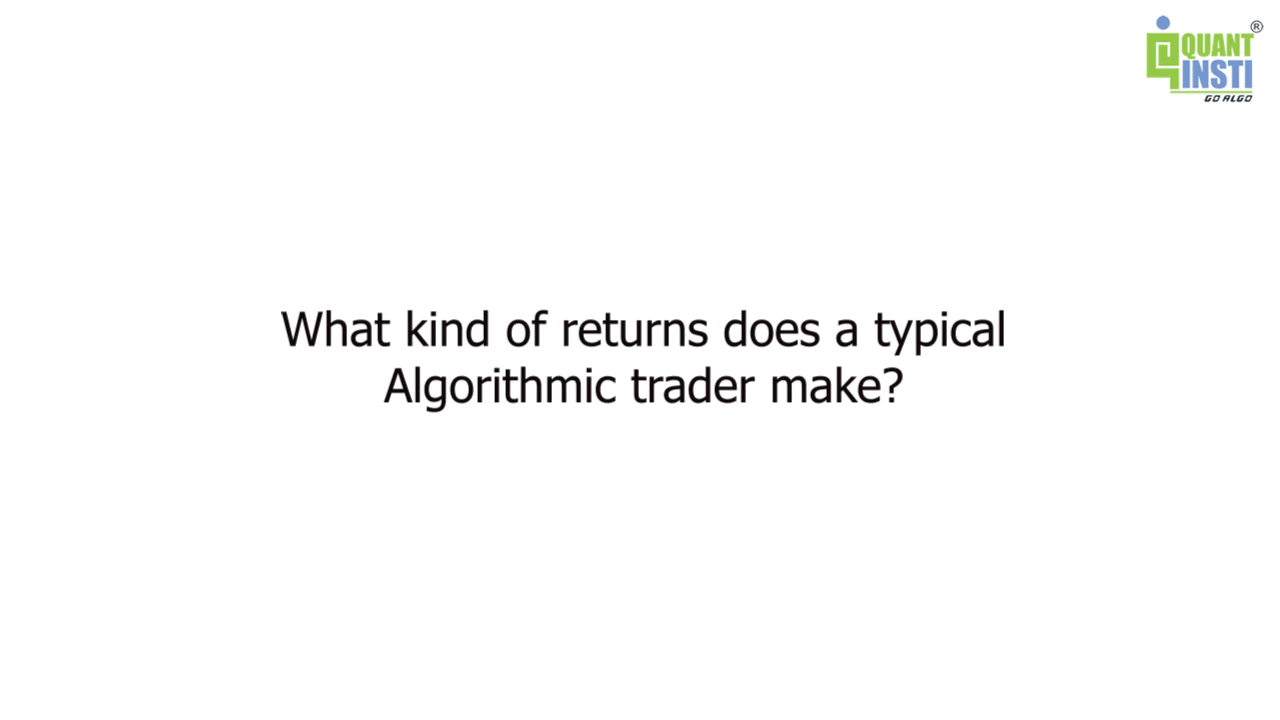 QUANT
INSTI
®
GO ALGO
What kind of returns does a typical
Algorithmic trader make?